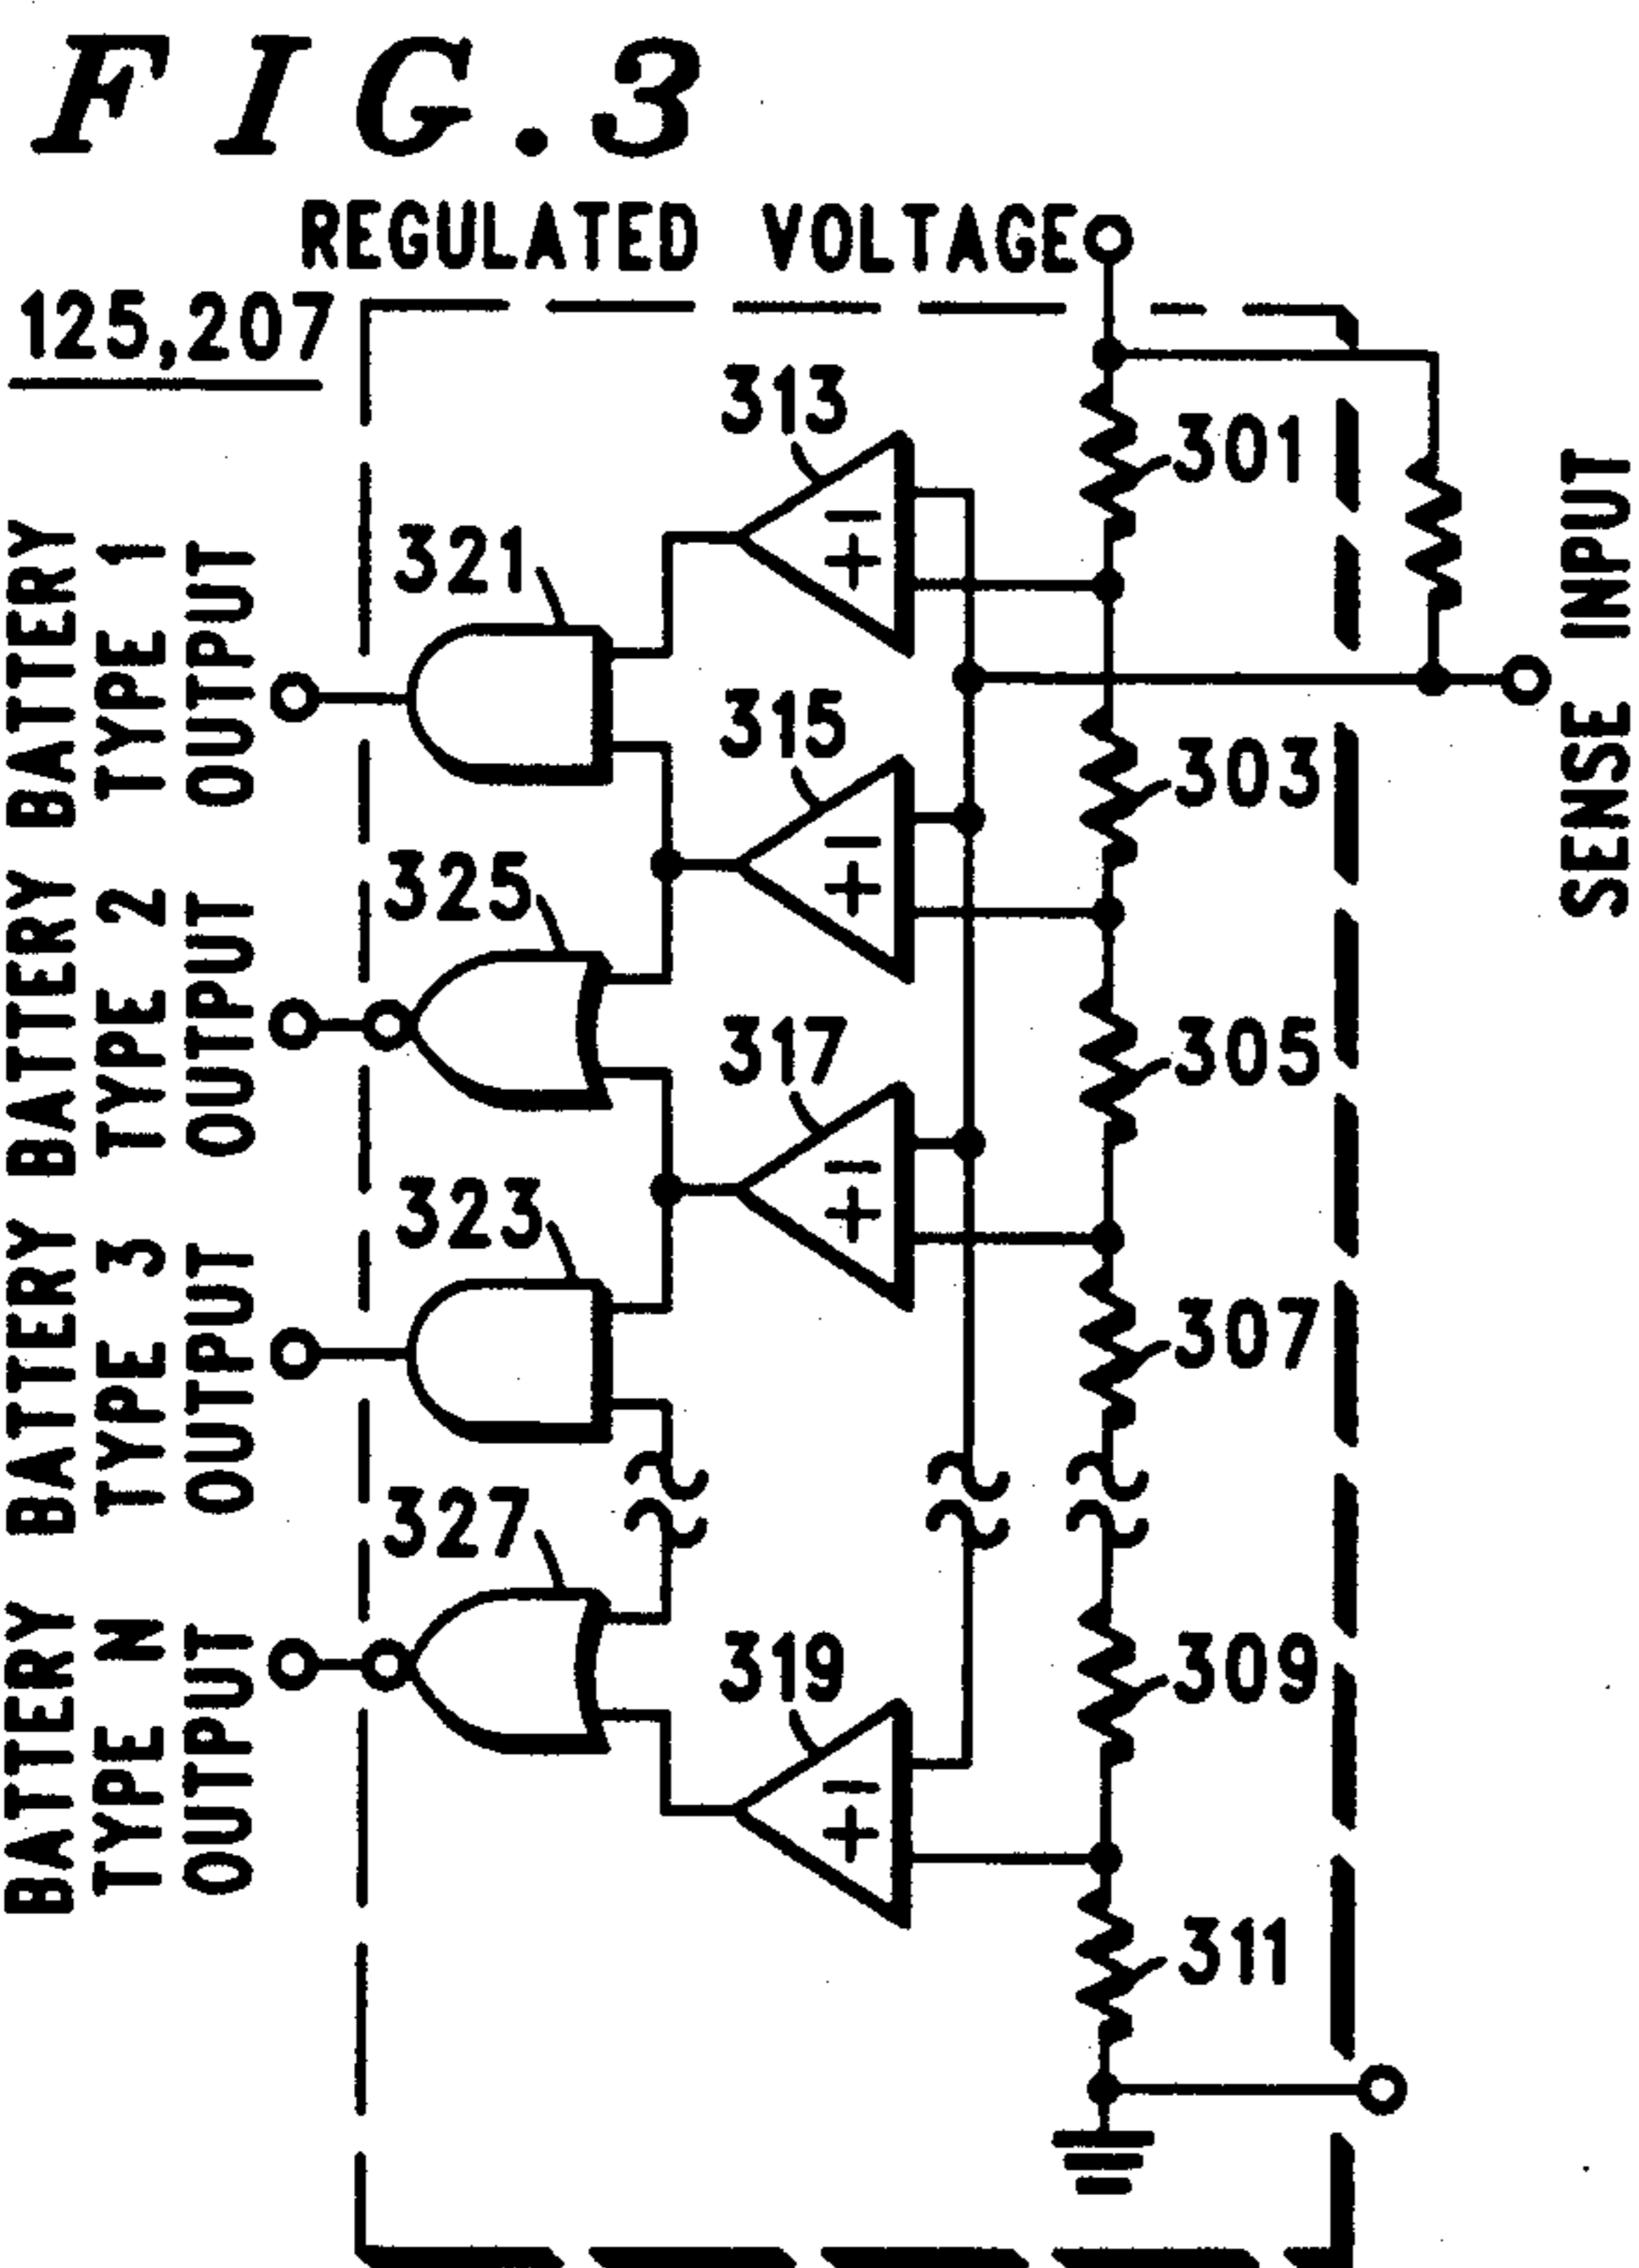 FIG.3
REGULATED VOLTAGE
125,207
313
301
321
315
303
325
317
305
323
307
327
319
309
311
SENSE INPUT
BATTERY
TYPE 1
OUTPUT
BATTERY
TYPE 2
OUTPUT
BATTERY
TYPE 3
OUTPUT
BATTERY
TYPE N
OUTPUT
− +
− +
− +
− +